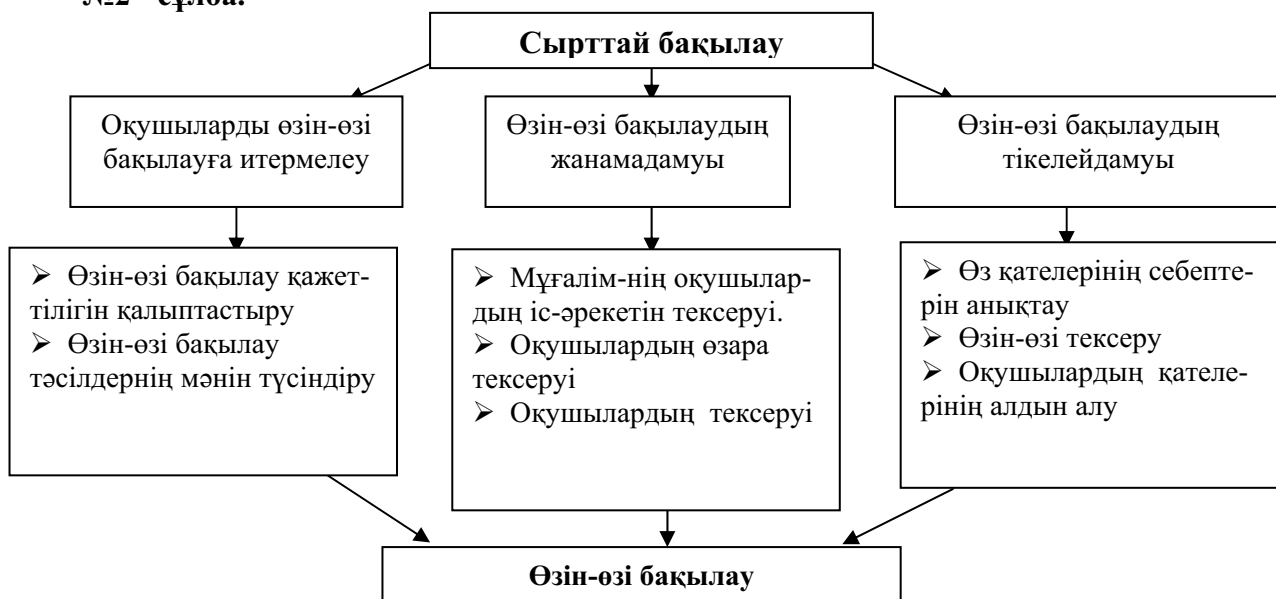 №2 - сұлба.
Сырттай бақылау
Оқушыларды өзін-өзі
бақылауға итермелеу
Өзін-өзі бақылаудың
жанамадамуы
Өзін-өзі бақылаудың
тікелейдамуы
➢ Өзін-өзі бақылау қажет-
тілігін қалыптастыру
➢ Өзін-өзі бақылау
тәсілдернің мәнін түсіндіру
➢ Мұғалім-нің оқушылар-
дың іс-әрекетін тексеруі.
➢ Оқушылардың өзара
тексеруі
➢ Оқушылардың тексеруі
➢ Өз қателерінің себепте-
рін анықтау
➢ Өзін-өзі тексеру
➢ Оқушылардың қателе-
рінің алдын алу
Өзін-өзі бақылау